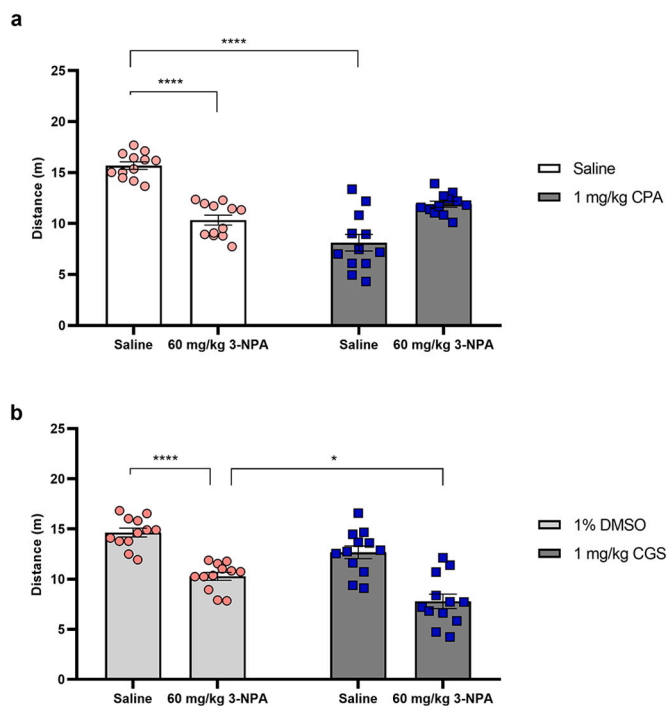 a
****
****
25
20
15
10
5
0
Distance (m)
Saline
60 mg/kg 3-NPA
Saline
60 mg/kg 3-NPA
Saline
1 mg/kg CPA
b
****
*
25
20
15
10
5
0
Distance (m)
Saline
60 mg/kg 3-NPA
Saline
60 mg/kg 3-NPA
1% DMSO
1 mg/kg CGS